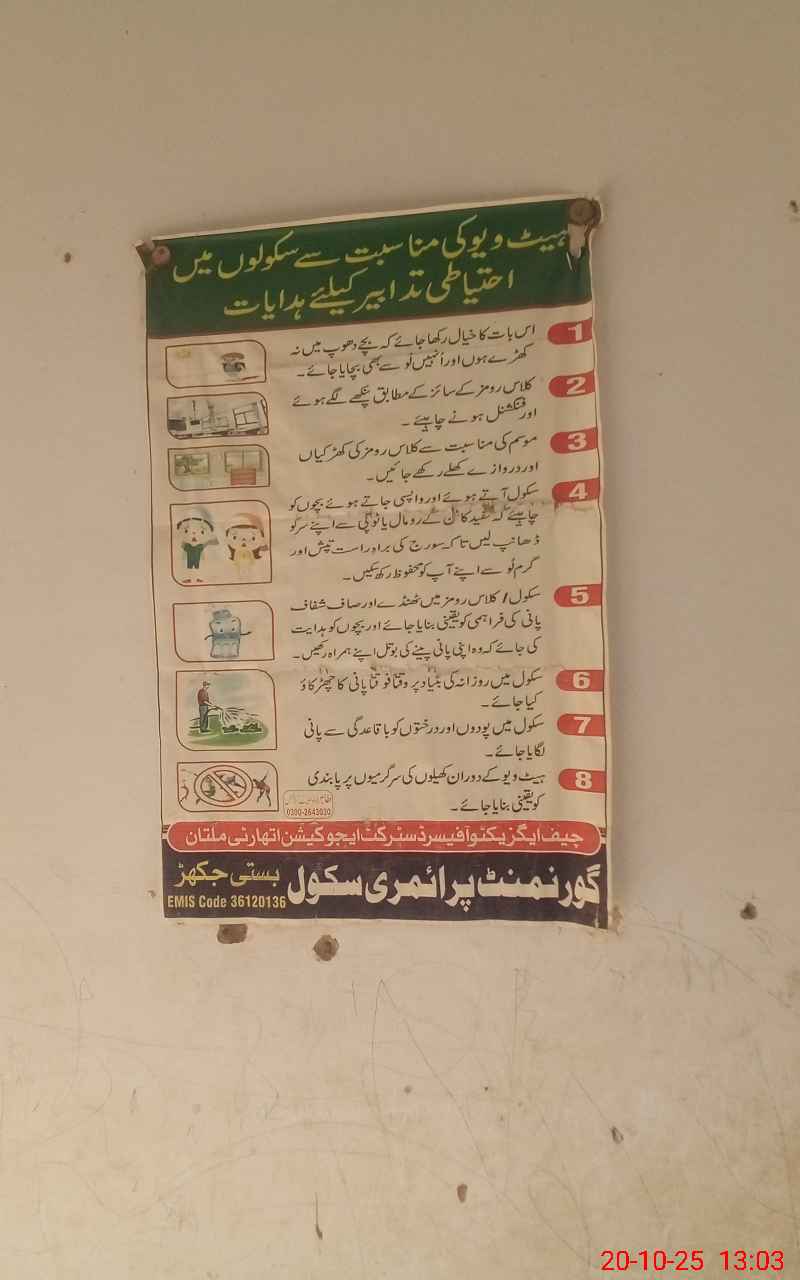 ہیٹ ویو کی مناسبت سے سکولوں میں
احتیاطی تدابیر کیلئے ہدایات
1 اس بات کا خیال رکھا جائے کہ بچے دھوپ میں نہ
کھڑے ہوں اور اُنہیں لُو سے بھی بچایا جائے۔
2 کلاس رومز کے سائز کے مطابق پنکھے لگے ہوئے
اور فنکشنل ہونے چاہیئے۔
3 موسم کی مناسبت سے کلاس رومز کی کھڑکیاں
اور دروازے کھلے رکھے جائیں۔
4 سکول آتے ہوئے اور واپسی جاتے ہوئے بچوں کو
چاہیئے کہ سفید کاٹن کے رومال یا ٹوپی سے اپنے سر کو
ڈھانپ لیں تاکہ سورج کی براہ راست تپش اور
گرم لُو سے اپنے آپ کو محفوظ رکھ سکیں۔
5 سکول / کلاس رومز میں ٹھنڈے اور صاف شفاف
پانی کی فراہمی کو یقینی بنایا جائے اور بچوں کو ہدایت
کی جائے کہ وہ اپنی پانی پینے کی بوتل اپنے ہمراہ رکھیں۔
6 سکول میں روزانہ کی بنیاد پر وقتاً فوقتاً پانی کا چھڑکاؤ
کیا جائے۔
7 سکول میں پودوں اور درختوں کو باقاعدگی سے پانی
لگایا جائے۔
8 ہیٹ ویو کے دوران کھیلوں کی سرگرمیوں پر پابندی
کو یقینی بنایا جائے۔
0300-2643030
چیف ایگزیکٹو آفیسر ڈسٹرکٹ ایجوکیشن اتھارٹی ملتان
گورنمنٹ پرائمری سکول بستی جکھڑ
EMIS Code 36120136
20-10-25 13:03